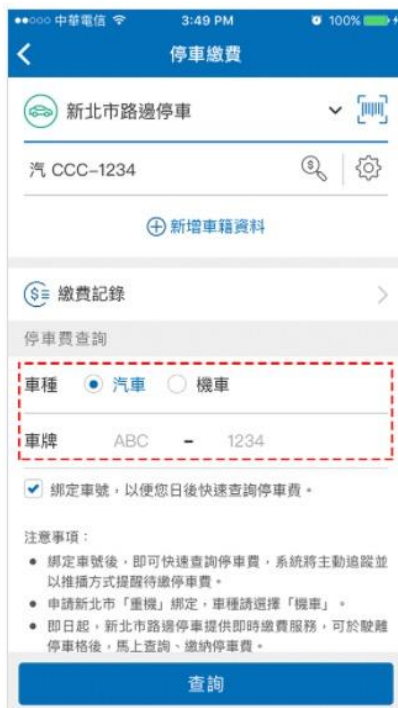 中華電信 3:49 PM 100%
停車繳費
新北市路邊停車
汽 CCC-1234
新增車籍資料
繳費記錄
停車費查詢
車種 汽車 機車
車牌 ABC - 1234
綁定車號，以便您日後快速查詢停車費。
注意事項：
• 綁定車號後，即可快速查詢停車費，系統將主動追蹤並
以推播方式提醒待繳停車費。
• 申請新北市「重機」綁定，車種請選擇「機車」。
• 即日起，新北市路邊停車提供即時繳費服務，可於駛離
停車格後，馬上查詢、繳納停車費。
查詢